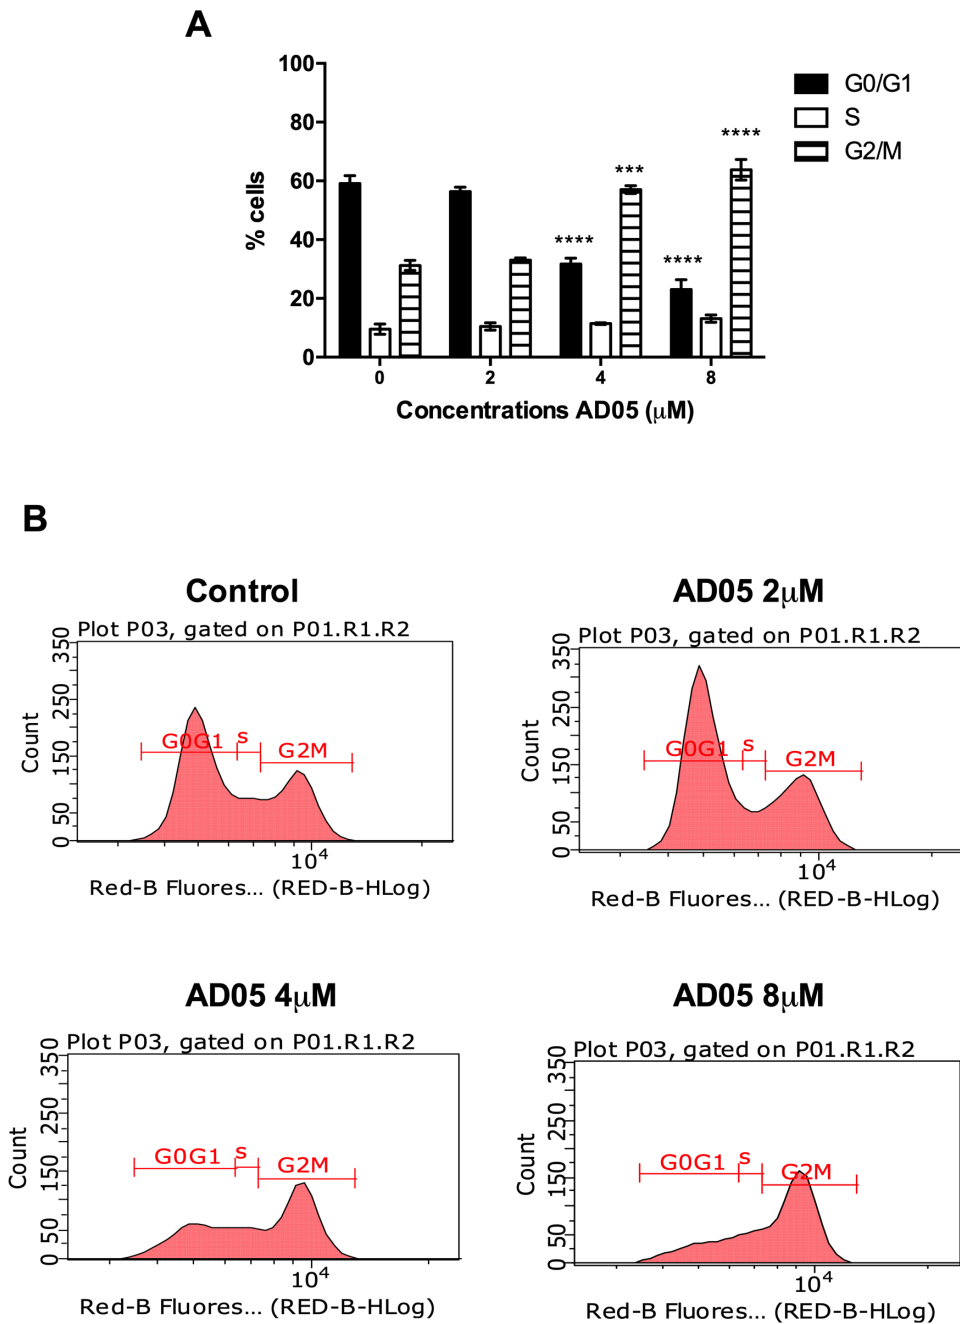 A
100
80
60
40
20
0
% cells
**** 
***
****
****
0 2 4 8
Concentrations AD05 (μM)
G0/G1
S
G2/M
B
Control
Plot P03, gated on P01.R1.R2
350
250
150
50
0
Count
G0G1 s G2M
10⁴
Red-B Fluores... (RED-B-HLog)
AD05 2μM
Plot P03, gated on P01.R1.R2
350
250
150
50
0
Count
G0G1 s G2M
10⁴
Red-B Fluores... (RED-B-HLog)
AD05 4μM
Plot P03, gated on P01.R1.R2
350
250
150
50
0
Count
G0G1 s G2M
10⁴
Red-B Fluores... (RED-B-HLog)
AD05 8μM
Plot P03, gated on P01.R1.R2
350
250
150
50
0
Count
G0G1 s G2M
10⁴
Red-B Fluores... (RED-B-HLog)